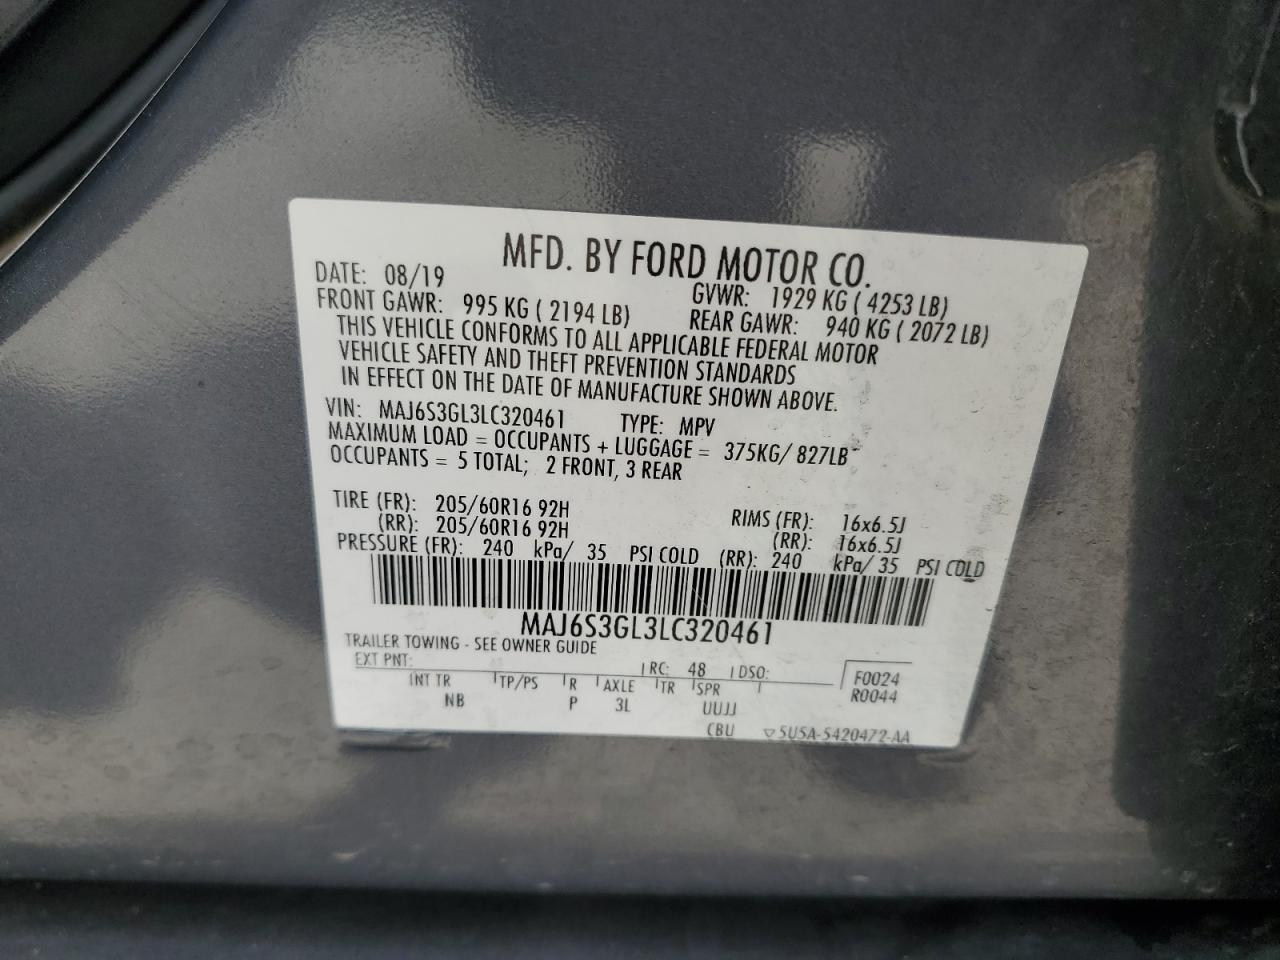 MFD. BY FORD MOTOR CO.
DATE: 08/19 GVWR: 1929 KG ( 4253 LB)
FRONT GAWR: 995 KG ( 2194 LB) REAR GAWR: 940 KG ( 2072 LB)
THIS VEHICLE CONFORMS TO ALL APPLICABLE FEDERAL MOTOR
VEHICLE SAFETY AND THEFT PREVENTION STANDARDS
IN EFFECT ON THE DATE OF MANUFACTURE SHOWN ABOVE.
VIN: MAJ6S3GL3LC320461 TYPE: MPV
MAXIMUM LOAD = OCCUPANTS + LUGGAGE = 375KG/ 827LB
OCCUPANTS = 5 TOTAL; 2 FRONT, 3 REAR
TIRE (FR): 205/60R16 92H RIMS (FR): 16x6.5J
(RR): 205/60R16 92H (RR): 16x6.5J
PRESSURE (FR): 240 kPa/ 35 PSI COLD (RR): 240 kPa/ 35 PSI COLD
MAJ6S3GL3LC320461
TRAILER TOWING - SEE OWNER GUIDE
EXT PNT: RC: 48 DSO: F0024
INT TR TP/PS R AXLE TR SPR R0044
NB P 3L UUJJ
CBU ▽5U5A-5420472-AA